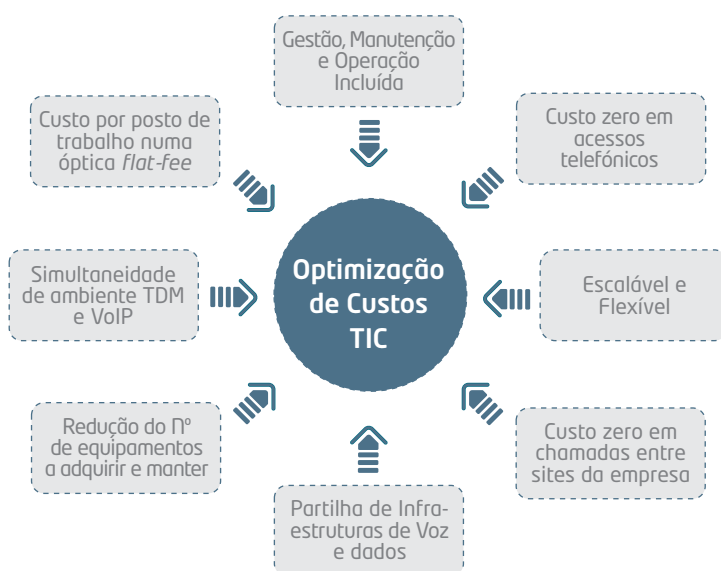 Gestão, Manutenção
e Operação
Incluída
Custo por posto de
trabalho numa
óptica flat-fee
Custo zero em
acessos
telefónicos
Simultaneidade
de ambiente TDM
e VoIP
Optimização
de Custos
TIC
Escalável e
Flexível
Redução do Nº
de equipamentos
a adquirir e manter
Custo zero em
chamadas entre
sites da empresa
Partilha de Infra-
estruturas de Voz
e dados